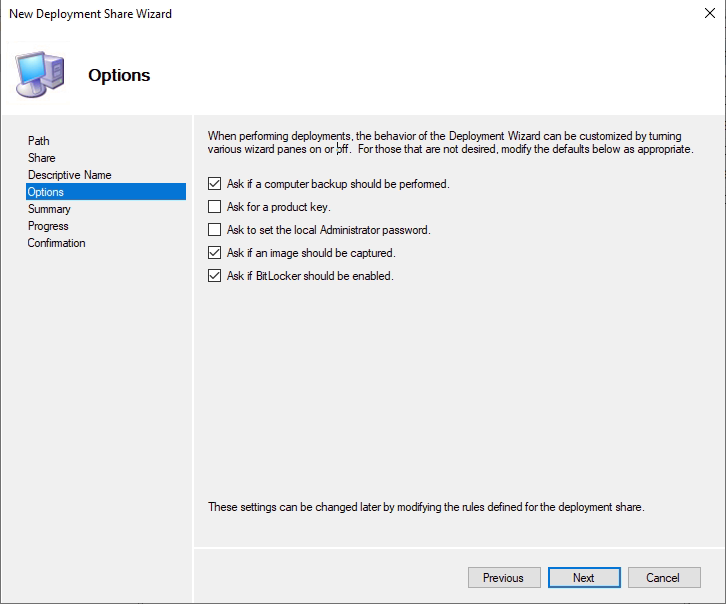 New Deployment Share Wizard
Options
Path
Share
Descriptive Name
Options
Summary
Progress
Confirmation
When performing deployments, the behavior of the Deployment Wizard can be customized by turning
various wizard panes on or off. For those that are not desired, modify the defaults below as appropriate.
Ask if a computer backup should be performed.
Ask for a product key.
Ask to set the local Administrator password.
Ask if an image should be captured.
Ask if BitLocker should be enabled.
These settings can be changed later by modifying the rules defined for the deployment share.
Previous
Next
Cancel